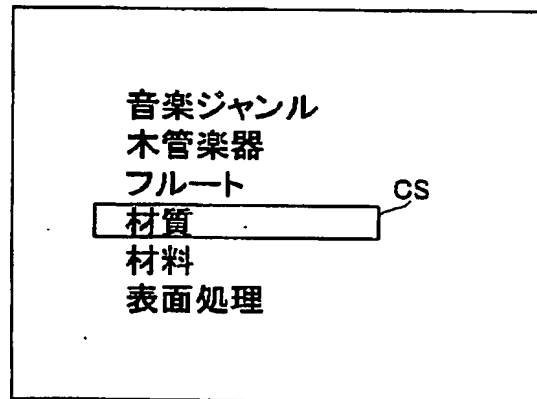 音楽ジャンル
木管楽器
フルート
CS
材質
材料
表面処理